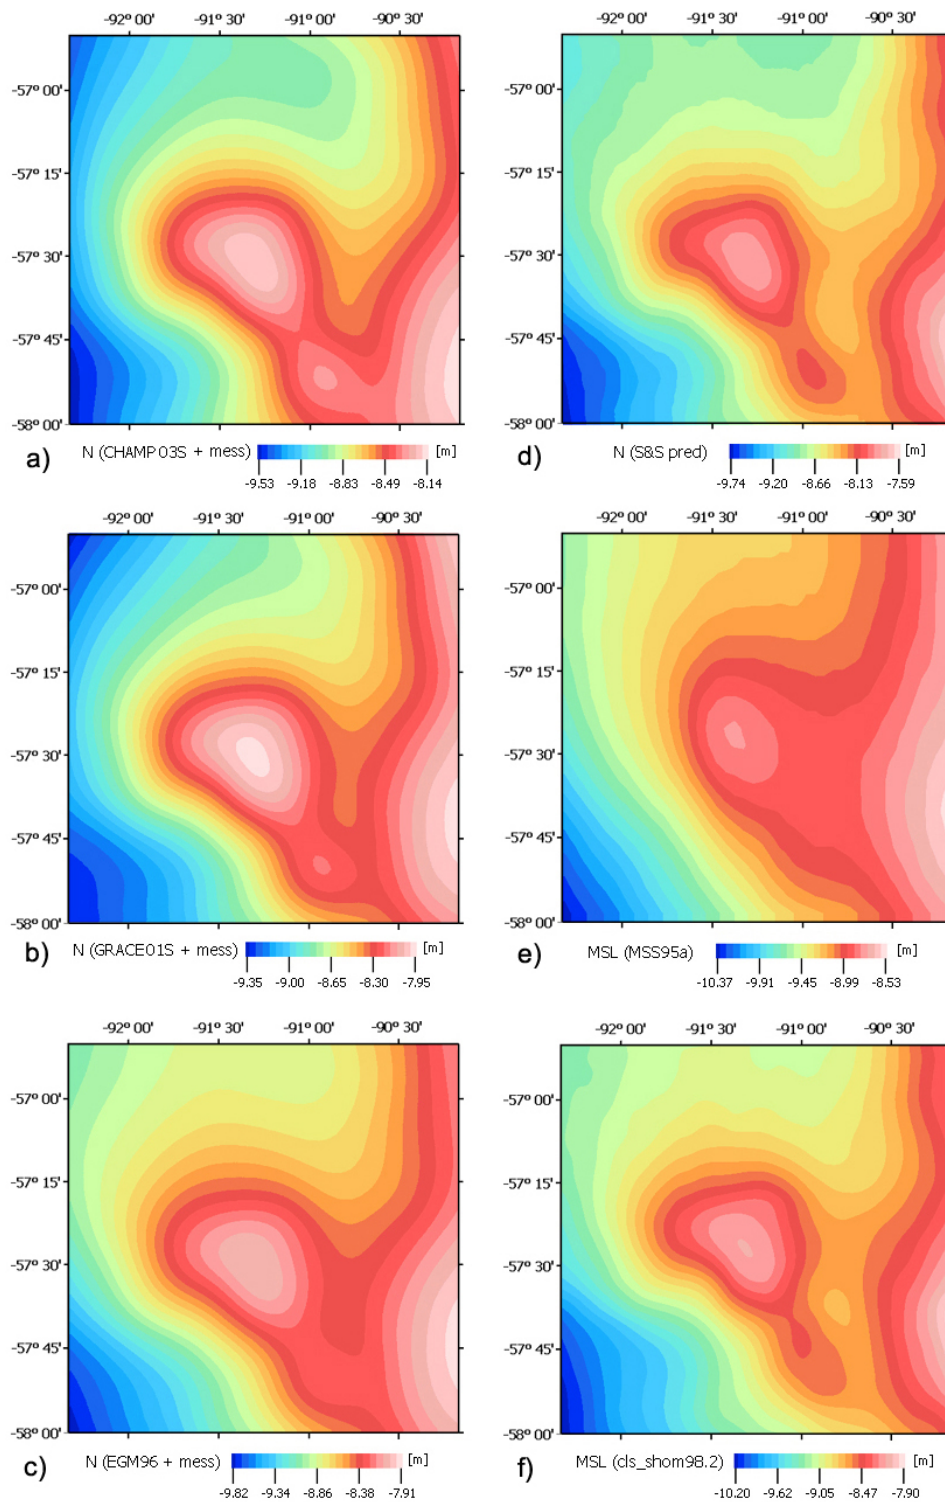 -92º 00' -91º 30' -91º 00' -90º 30'
-57º 00'
-57º 15'
-57º 30'
-57º 45'
-58º 00'
a) N (CHAMP03S + mess) [m]
-9.53 -9.18 -8.83 -8.49 -8.14
-92º 00' -91º 30' -91º 00' -90º 30'
-57º 00'
-57º 15'
-57º 30'
-57º 45'
-58º 00'
d) N (S&S pred) [m]
-9.74 -9.20 -8.66 -8.13 -7.59
-92º 00' -91º 30' -91º 00' -90º 30'
-57º 00'
-57º 15'
-57º 30'
-57º 45'
-58º 00'
b) N (GRACE01S + mess) [m]
-9.35 -9.00 -8.65 -8.30 -7.95
-92º 00' -91º 30' -91º 00' -90º 30'
-57º 00'
-57º 15'
-57º 30'
-57º 45'
-58º 00'
e) MSL (MSS95a) [m]
-10.37 -9.91 -9.45 -8.99 -8.53
-92º 00' -91º 30' -91º 00' -90º 30'
-57º 00'
-57º 15'
-57º 30'
-57º 45'
-58º 00'
c) N (EGM96 + mess) [m]
-9.82 -9.34 -8.86 -8.38 -7.91
-92º 00' -91º 30' -91º 00' -90º 30'
-57º 00'
-57º 15'
-57º 30'
-57º 45'
-58º 00'
f) MSL (cls_shom98.2) [m]
-10.20 -9.62 -9.05 -8.47 -7.90